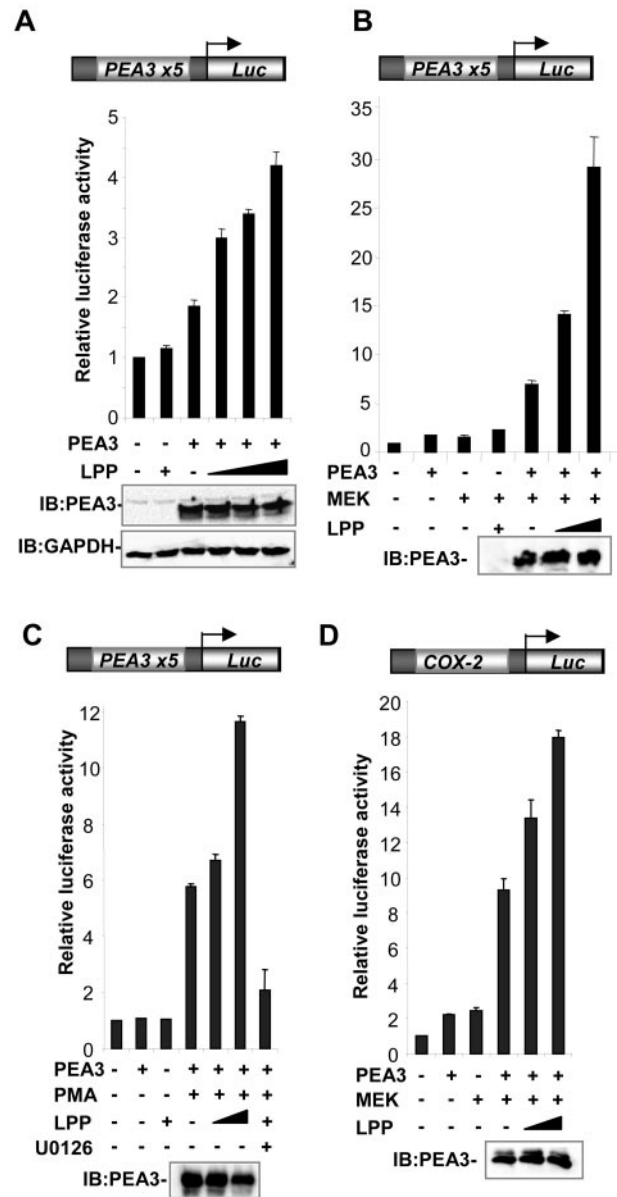 A
PEA3 x5 Luc
Relative luciferase activity
5
4
3
2
1
0
PEA3 - - + + + +
LPP - +
IB:PEA3-
IB:GAPDH-
B
PEA3 x5 Luc
35
30
25
20
15
10
5
0
PEA3 - + - - + + +
MEK - - + + + + +
LPP - - - + -
IB:PEA3-
C
PEA3 x5 Luc
Relative luciferase activity
12
10
8
6
4
2
0
PEA3 - + - + + + +
PMA - - - + + + +
LPP - - + - +
U0126 - - - - - - +
IB:PEA3-
D
COX-2 Luc
Relative luciferase activity
20
18
16
14
12
10
8
6
4
2
0
PEA3 - + - + + +
MEK - - + + + +
LPP - - - -
IB:PEA3-